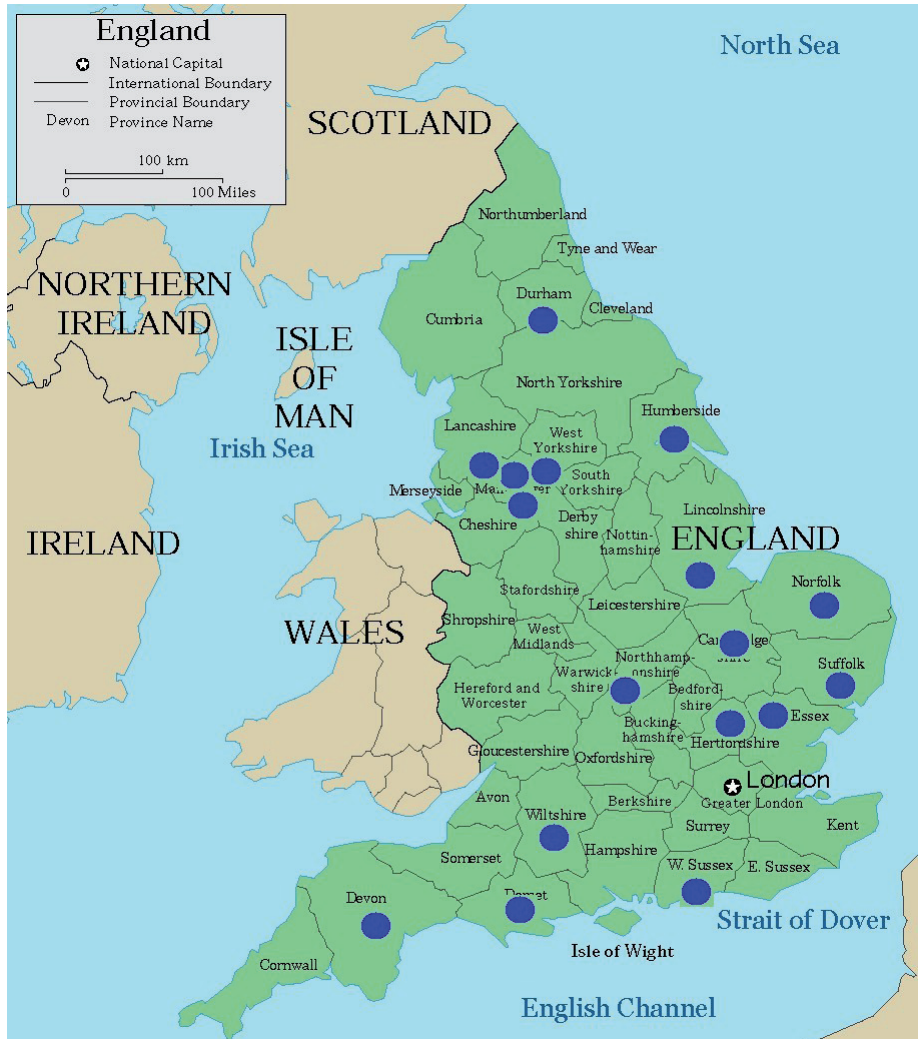 England
National Capital
International Boundary
Provincial Boundary
Devon Province Name
100 km
0 100 Miles
North Sea
SCOTLAND
Northumberland
Tyne and Wear
NORTHERN
IRELAND
Durham
Cleveland
Cumbria
ISLE
OF
MAN
North Yorkshire
Humberside
Lancashire
West
Yorkshire
Irish Sea
South
Yorkshire
Merseyside
Lincolnshire
Cheshire
Derby
shire
Nottin-
hamshire
IRELAND
ENGLAND
Stafordshire
Norfolk
Leicestershire
Shropshire
WALES
West
Midlands
Suffolk
Warwick-
shire
Hereford and
Worcester
Bedford-
shire
Bucking-
hamshire
Essex
Hertfordshire
Gloucestershire
Oxfordshire
London
Avon
Berkshire
Greater London
Wiltshire
Surrey
Kent
Hampshire
Somerset
W. Sussex
E. Sussex
Devon
Strait of Dover
Isle of Wight
Cornwall
English Channel